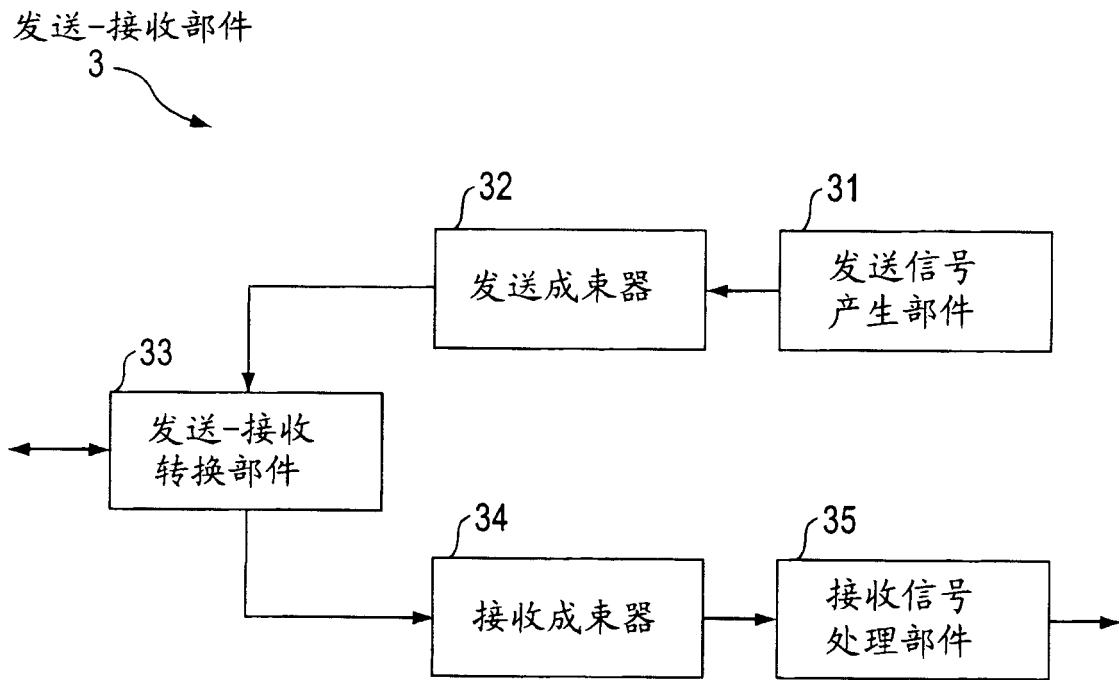 发送-接收部件
3
32
发送成束器
31
发送信号
产生部件
33
发送-接收
转换部件
34
接收成束器
35
接收信号
处理部件